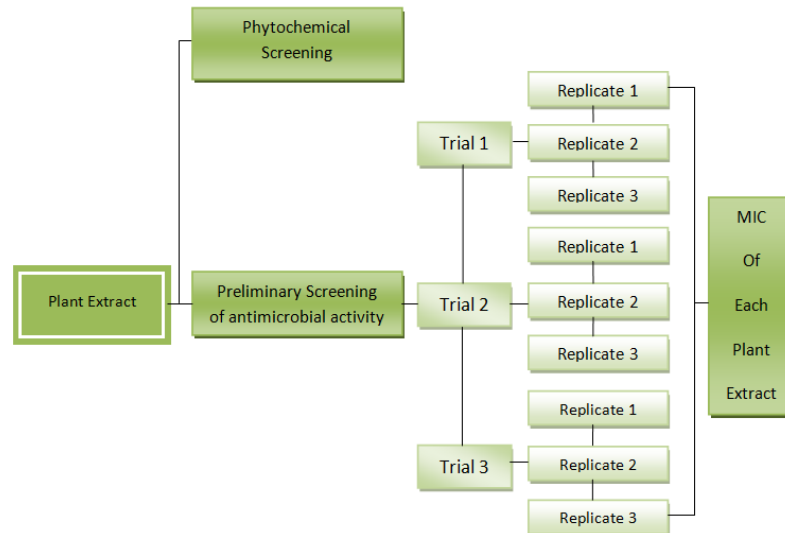 Phytochemical
Screening
Plant Extract
Preliminary Screening
of antimicrobial activity
Trial 1
Replicate 1
Replicate 2
Replicate 3
Trial 2
Replicate 1
Replicate 2
Replicate 3
Trial 3
Replicate 1
Replicate 2
Replicate 3
MIC
Of
Each
Plant
Extract